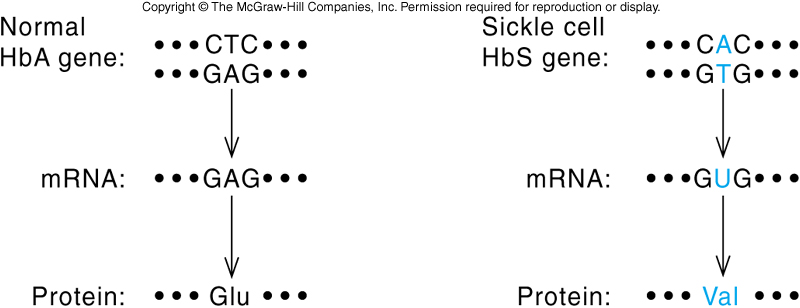 Copyright © The McGraw-Hill Companies, Inc. Permission required for reproduction or display.
Normal
HbA gene:
•••CTC•••
•••GAG•••
mRNA: •••GAG•••
Protein: ••• Glu •••
Sickle cell
HbS gene:
•••CAC•••
•••GTG•••
mRNA: •••GUG•••
Protein: ••• Val •••